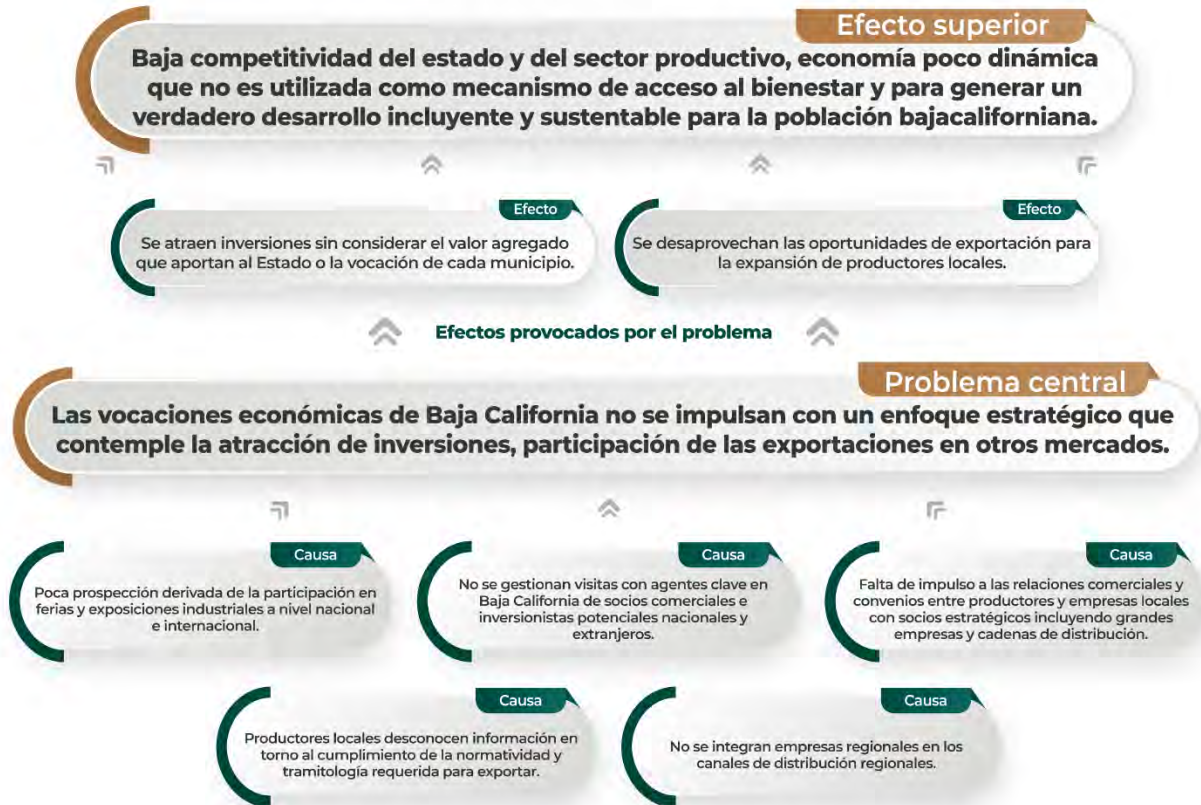 Efecto superior
Baja competitividad del estado y del sector productivo, economía poco dinámica
que no es utilizada como mecanismo de acceso al bienestar y para generar un
verdadero desarrollo incluyente y sustentable para la población bajacaliforniana.
Efecto
Se atraen inversiones sin considerar el valor agregado
que aportan al Estado o la vocación de cada municipio.
Efecto
Se desaprovechan las oportunidades de exportación para
la expansión de productores locales.
Efectos provocados por el problema
Problema central
Las vocaciones económicas de Baja California no se impulsan con un enfoque estratégico que
contemple la atracción de inversiones, participación de las exportaciones en otros mercados.
Causa
Poca prospección derivada de la participación en
ferias y exposiciones industriales a nivel nacional
e internacional.
Causa
No se gestionan visitas con agentes clave en
Baja California de socios comerciales e
inversionistas potenciales nacionales y
extranjeros.
Causa
Falta de impulso a las relaciones comerciales y
convenios entre productores y empresas locales
con socios estratégicos incluyendo grandes
empresas y cadenas de distribución.
Causa
Productores locales desconocen información en
torno al cumplimiento de la normatividad y
tramitología requerida para exportar.
Causa
No se integran empresas regionales en los
canales de distribución regionales.